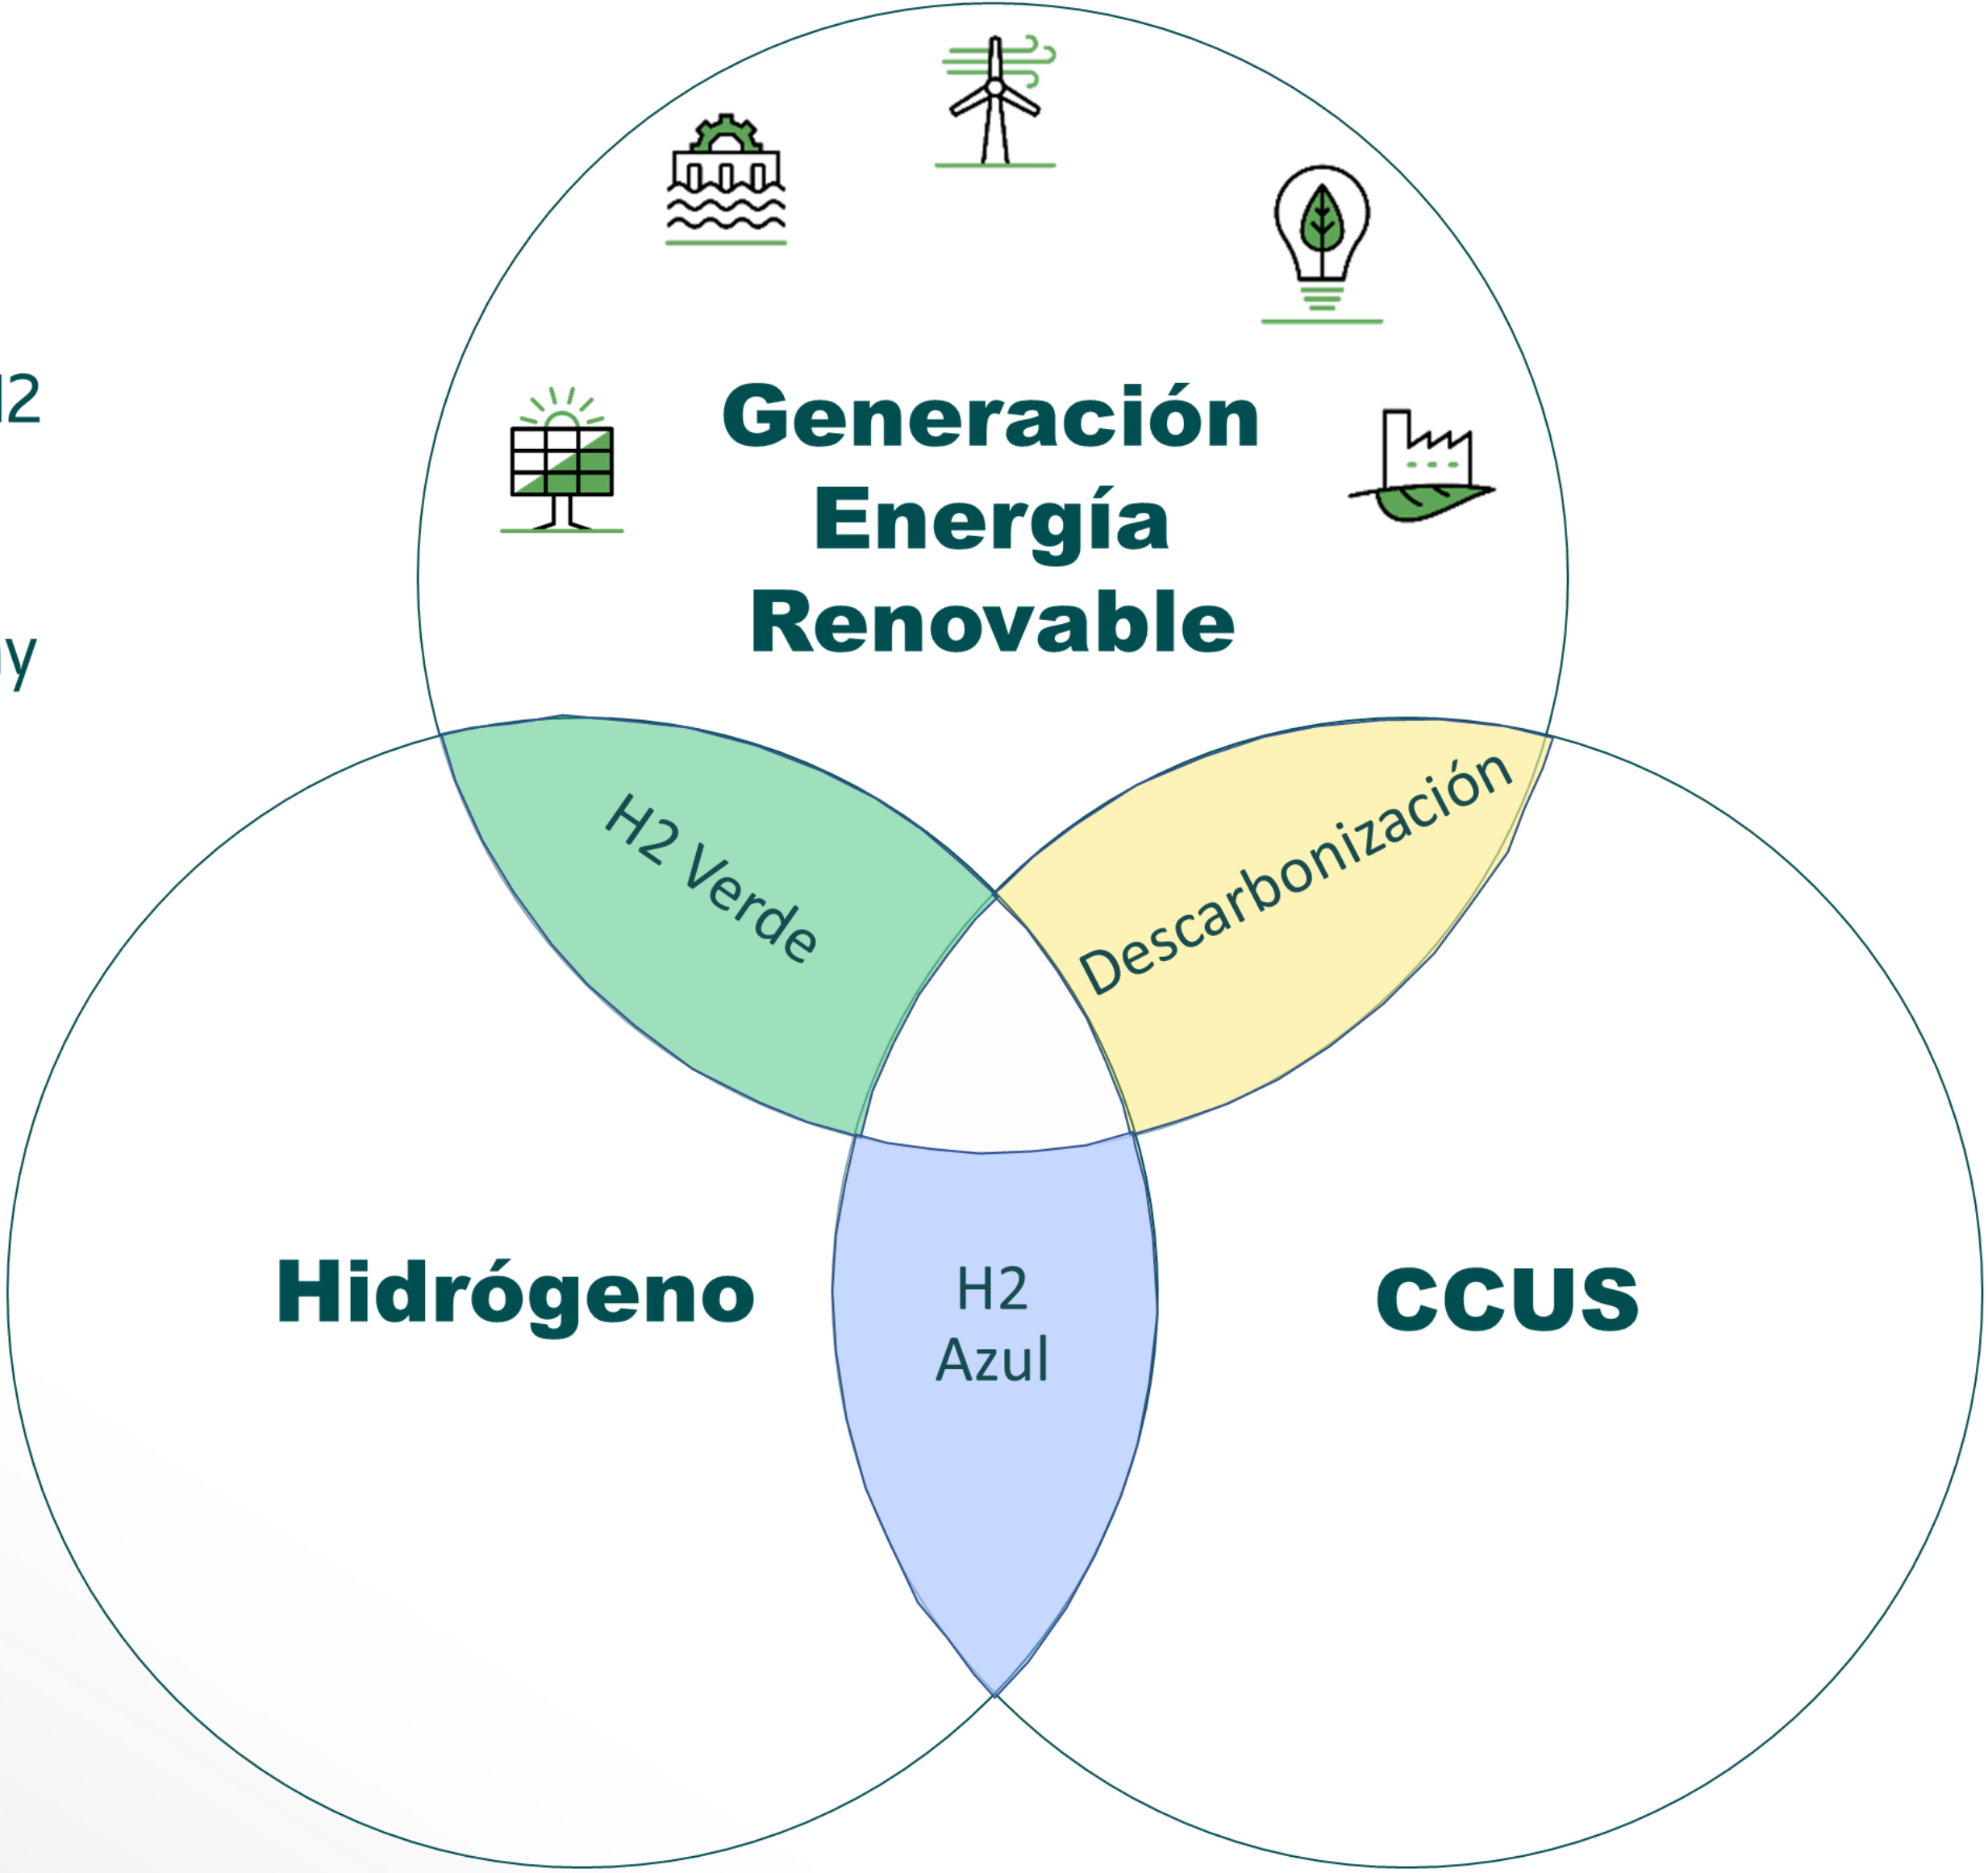 Generación
Energía
Renovable
H2 Verde
Descarbonización
Hidrógeno
H2
Azul
CCUS